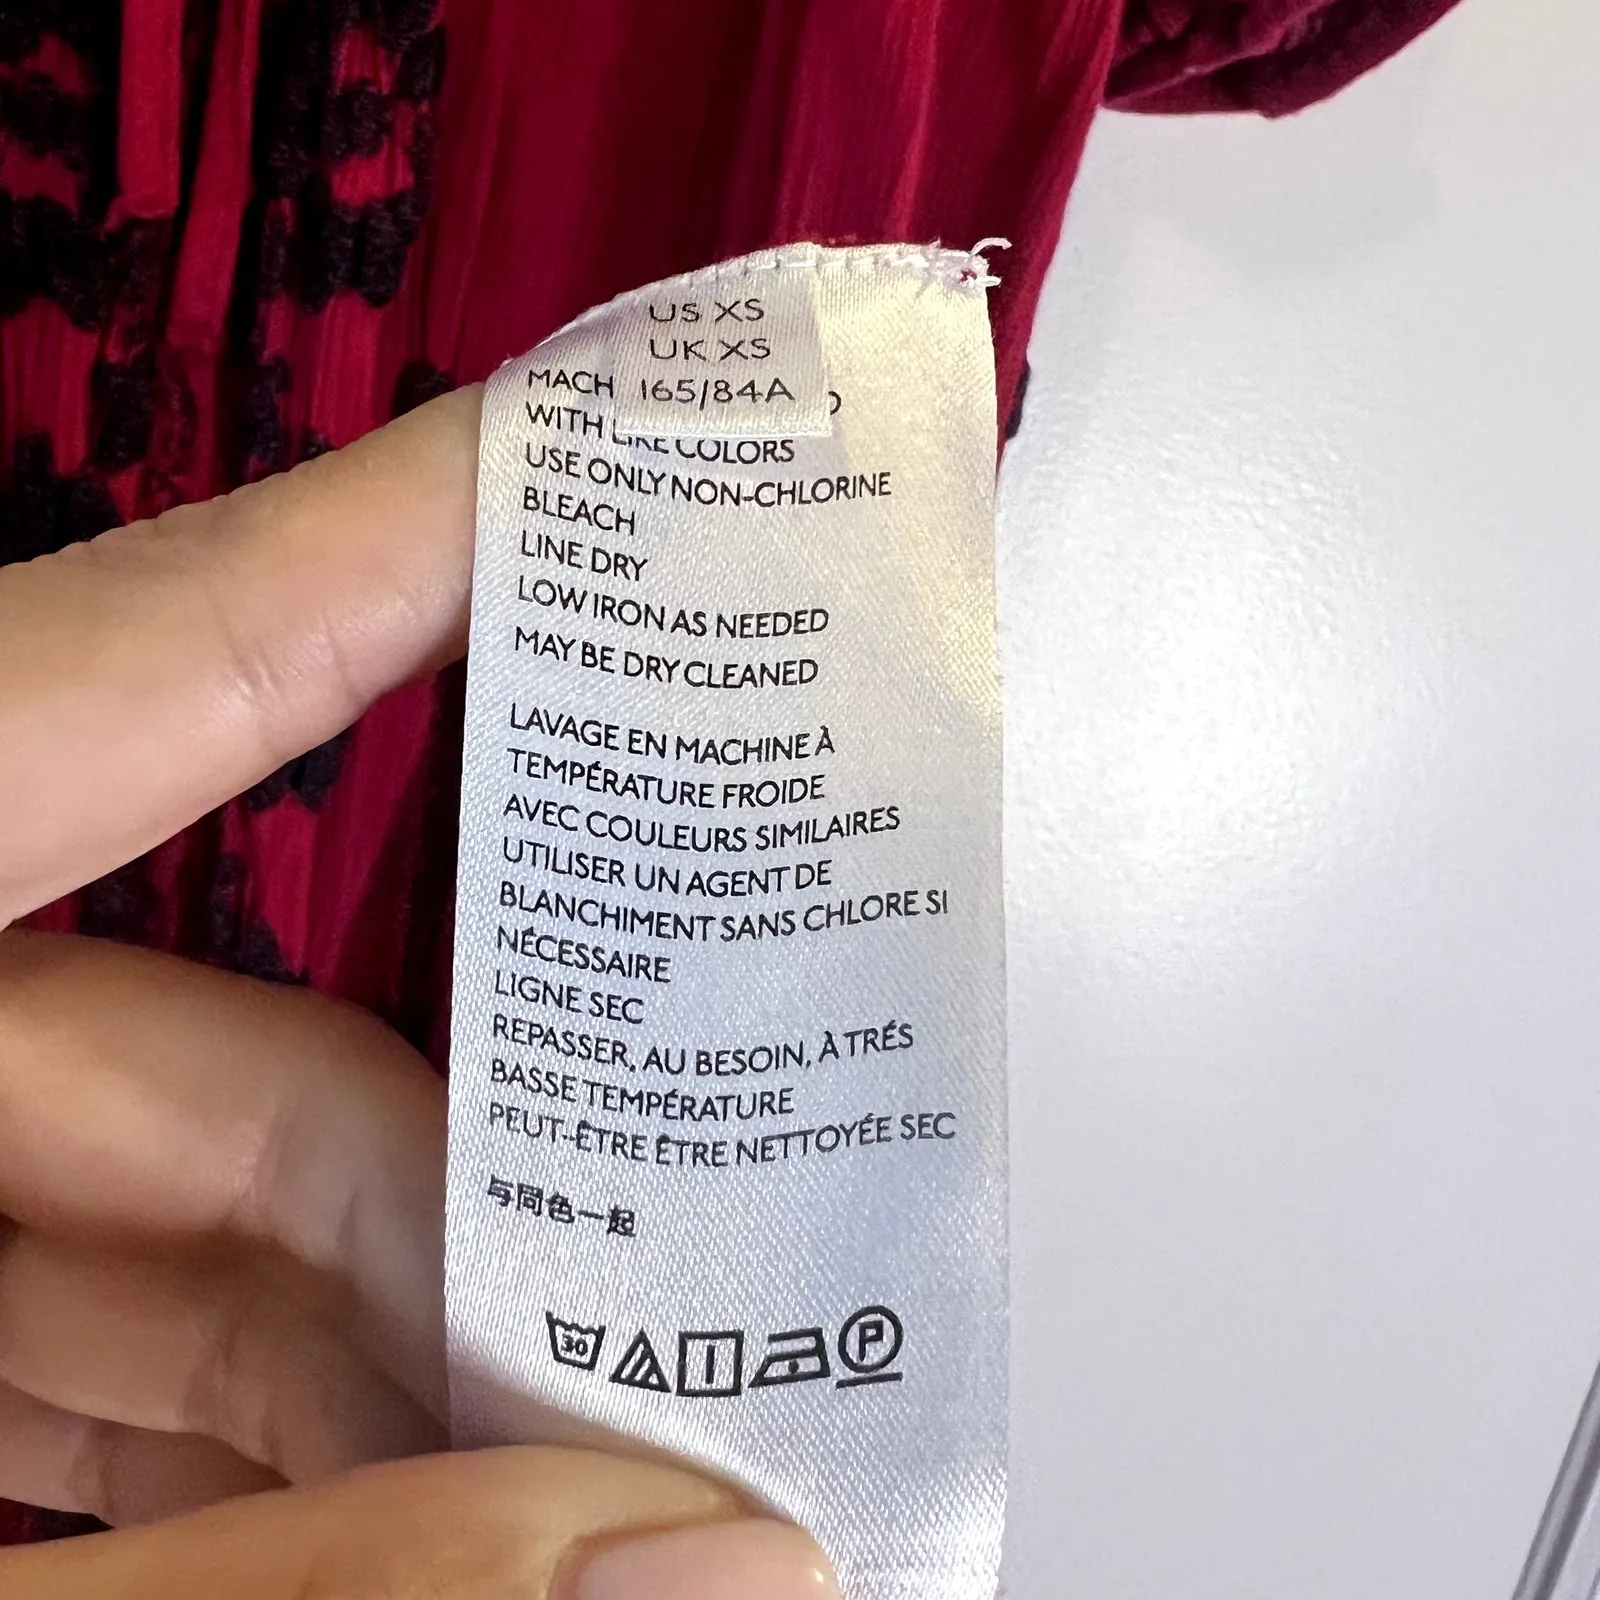 US XS
UK XS
165/84A
MACH
WITH LIKE COLORS
USE ONLY NON-CHLORINE
BLEACH
LINE DRY
LOW IRON AS NEEDED
MAY BE DRY CLEANED
LAVAGE EN MACHINE À
TEMPÉRATURE FROIDE
AVEC COULEURS SIMILAIRES
UTILISER UN AGENT DE
BLANCHIMENT SANS CHLORE SI
NÉCESSAIRE
LIGNE SEC
REPASSER, AU BESOIN, À TRÉS
BASSE TEMPÉRATURE
PEUT-ÊTRE ÊTRE NETTOYÉE SEC
与同色一起
30 P